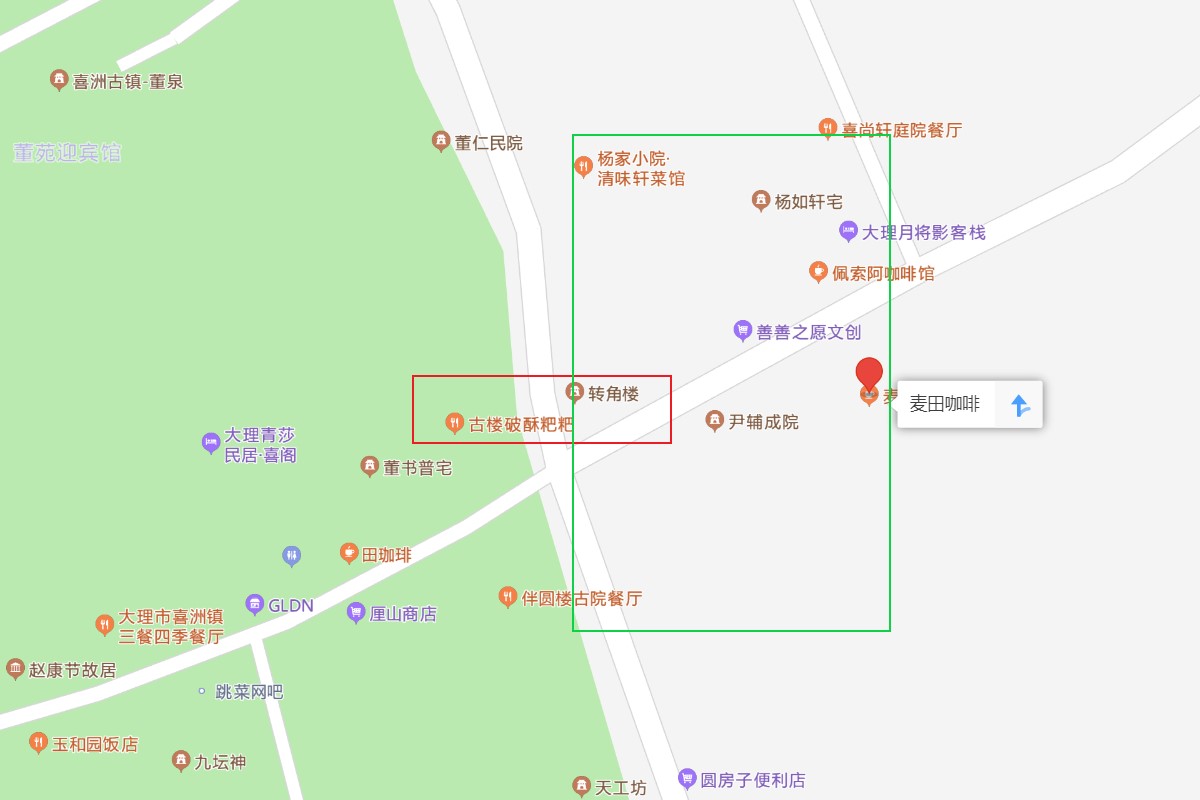 喜洲古镇-董泉
董苑迎宾馆
董仁民院
喜尚轩庭院餐厅
杨家小院·
清味轩菜馆
杨如轩宅
大理月将影客栈
佩索阿咖啡馆
善善之愿文创
转角楼
麦
麦田咖啡
古楼破酥粑粑
尹辅成院
大理青莎
民居·喜阁
董书普宅
田珈琲
伴圆楼古院餐厅
GLDN
厘山商店
大理市喜洲镇
三餐四季餐厅
赵康节故居
跳菜网吧
玉和园饭店
九坛神
天工坊
圆房子便利店